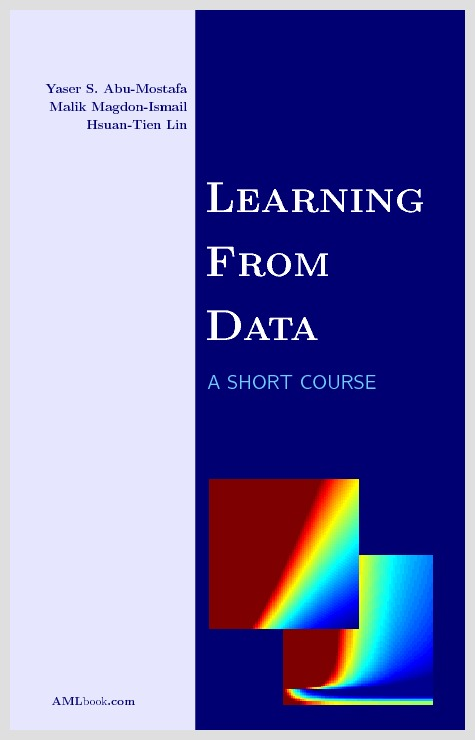 Yaser S. Abu-Mostafa
Malik Magdon-Ismail
Hsuan-Tien Lin
LEARNING
FROM
DATA
A SHORT COURSE
AMLbook.com